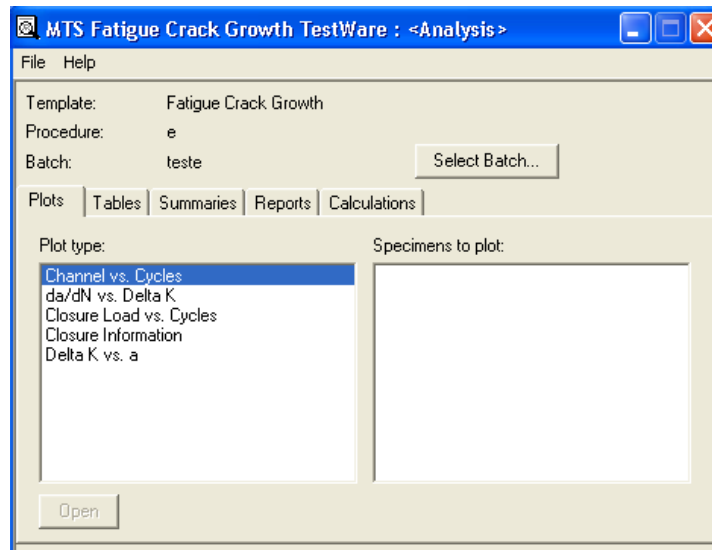 MTS Fatigue Crack Growth TestWare : <Analysis>
File Help
Template: Fatigue Crack Growth
Procedure: e
Batch: teste Select Batch...
Plots Tables Summaries Reports Calculations
Plot type: Specimens to plot:
Channel vs. Cycles
da/dN vs. Delta K
Closure Load vs. Cycles
Closure Information
Delta K vs. a
Open